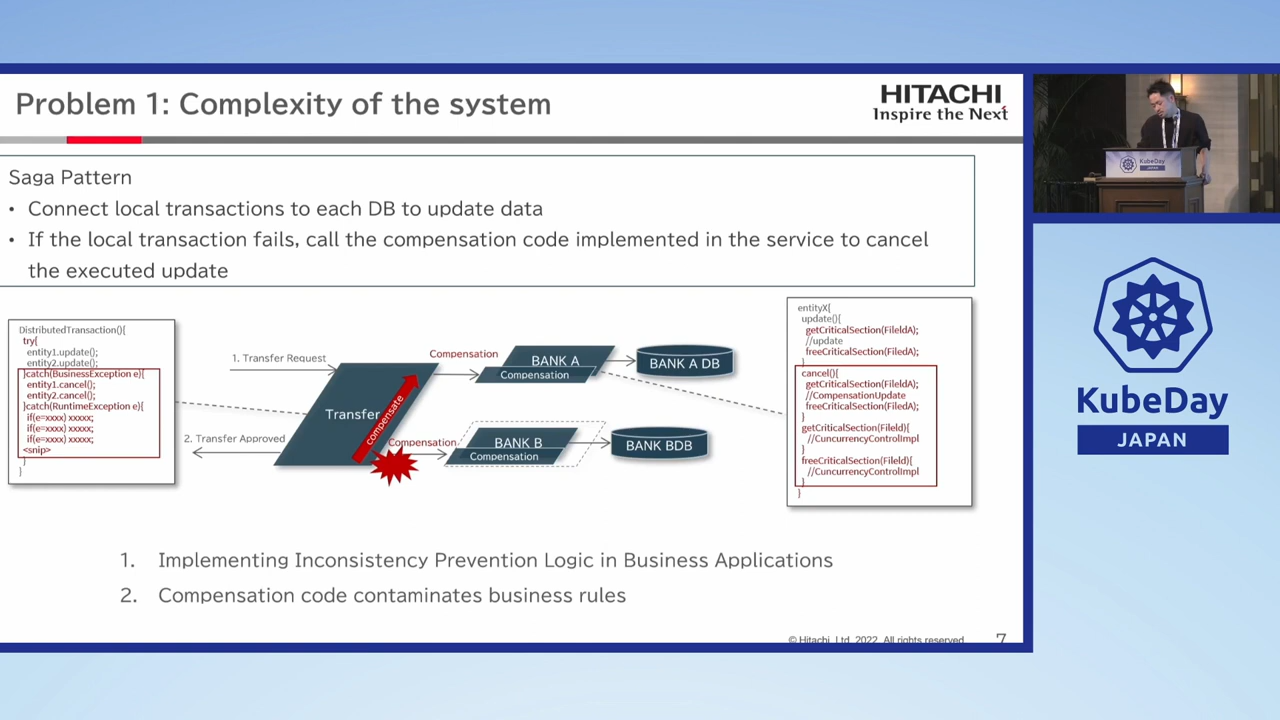 Problem 1: Complexity of the system
HITACHI
Inspire the Next
Saga Pattern
• Connect local transactions to each DB to update data
• If the local transaction fails, call the compensation code implemented in the service to cancel
the executed update
DistributedTransaction(){
try{
entity1.update();
entity2.update();
}catch(BusinessException e){
entity1.cancel();
entity2.cancel();
}catch(RuntimeException e){
if(e=xxx) xxxxx;
if(e=xxx) xxxxx;
if(e=xxx) xxxxx;
<snip>
}
}
1. Transfer Request
2. Transfer Approved
Transfer
compensate
Compensation
BANK A
Compensation
BANK A DB
Compensation
BANK B
Compensation
BANK BDB
entityX{
update(){
getCriticalSection(FileIdA);
//update
freeCriticalSection(FiledA);
}
cancel(){
getCriticalSection(FiledA);
//CompensationUpdate
freeCriticalSection(FiledA);
}
getCriticalSection(FileId){
//CuncurrencyControlImpl
}
freeCriticalSection(FileId){
//CuncurrencyControlImpl
}
}
1. Implementing Inconsistency Prevention Logic in Business Applications
2. Compensation code contaminates business rules
© Hitachi, Ltd. 2022. All rights reserved.
7
KubeDay
JAPAN
KubeDay
JAPAN